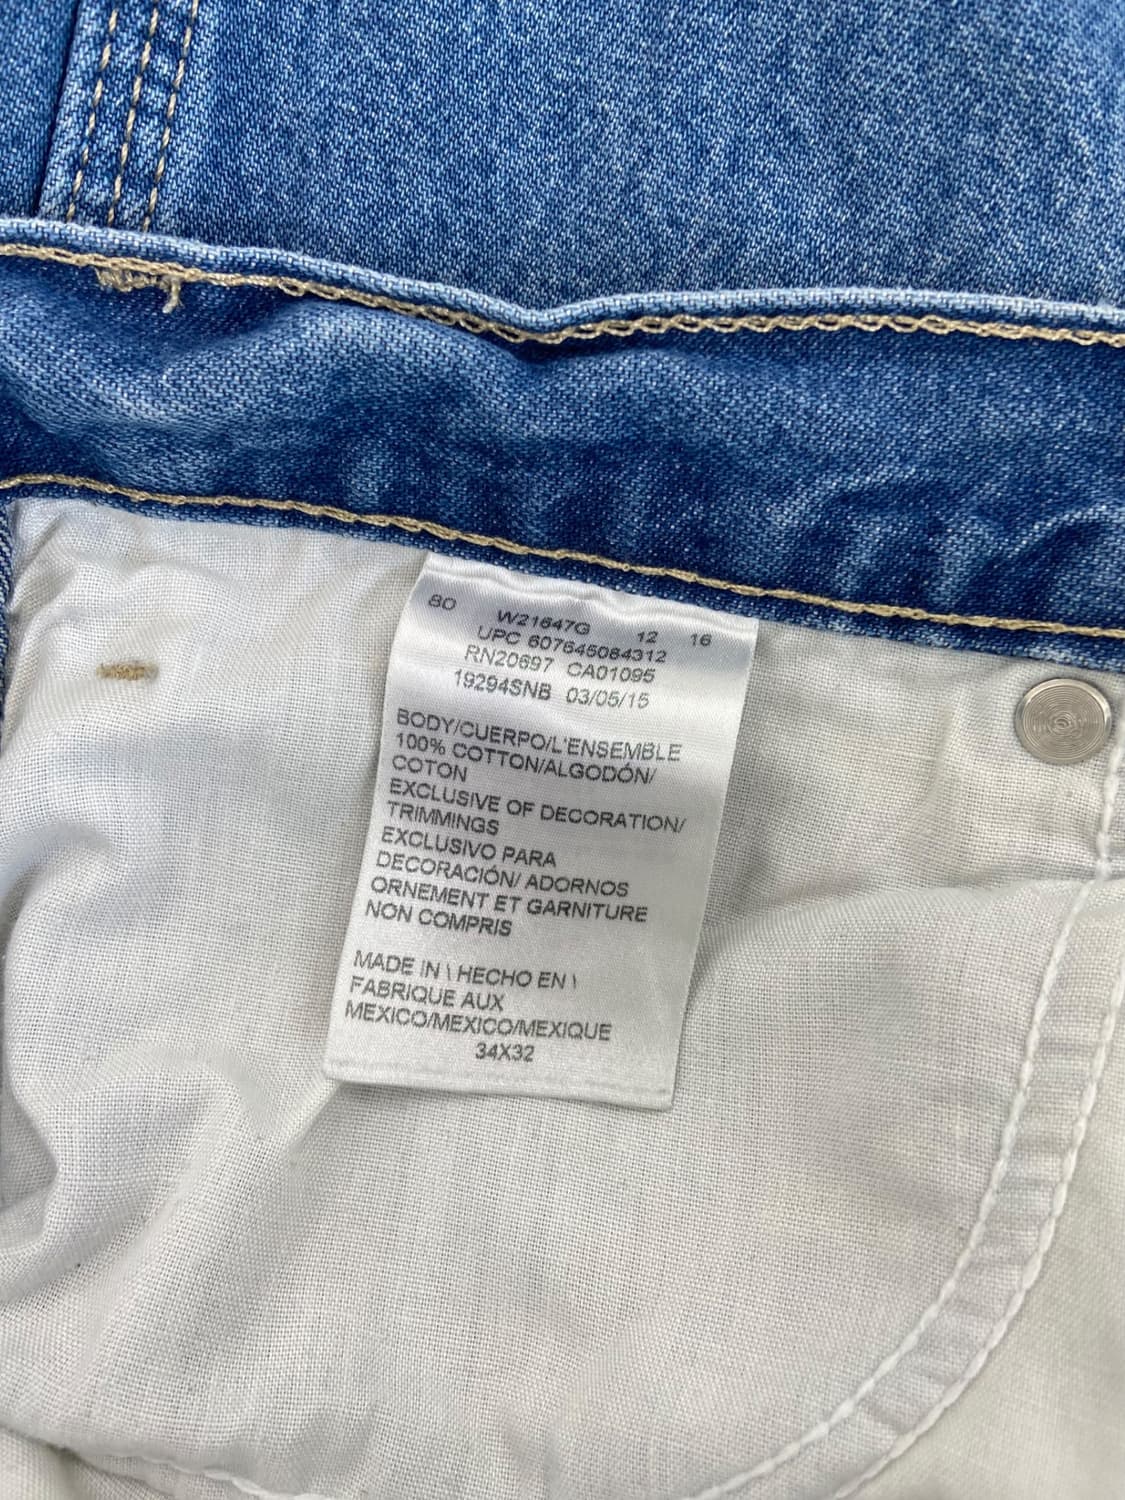 80 W21647G 12 16
UPC 607645084312
RN20697 CA01095
19294SNB 03/05/15
BODY/CUERPO/L'ENSEMBLE
100% COTTON/ALGODÓN/
COTON
EXCLUSIVE OF DECORATION/
TRIMMINGS
EXCLUSIVO PARA
DECORACIÓN/ ADORNOS
ORNEMENT ET GARNITURE
NON COMPRIS
MADE IN \ HECHO EN \
FABRIQUE AUX
MEXICO/MEXICO/MEXIQUE
34X32